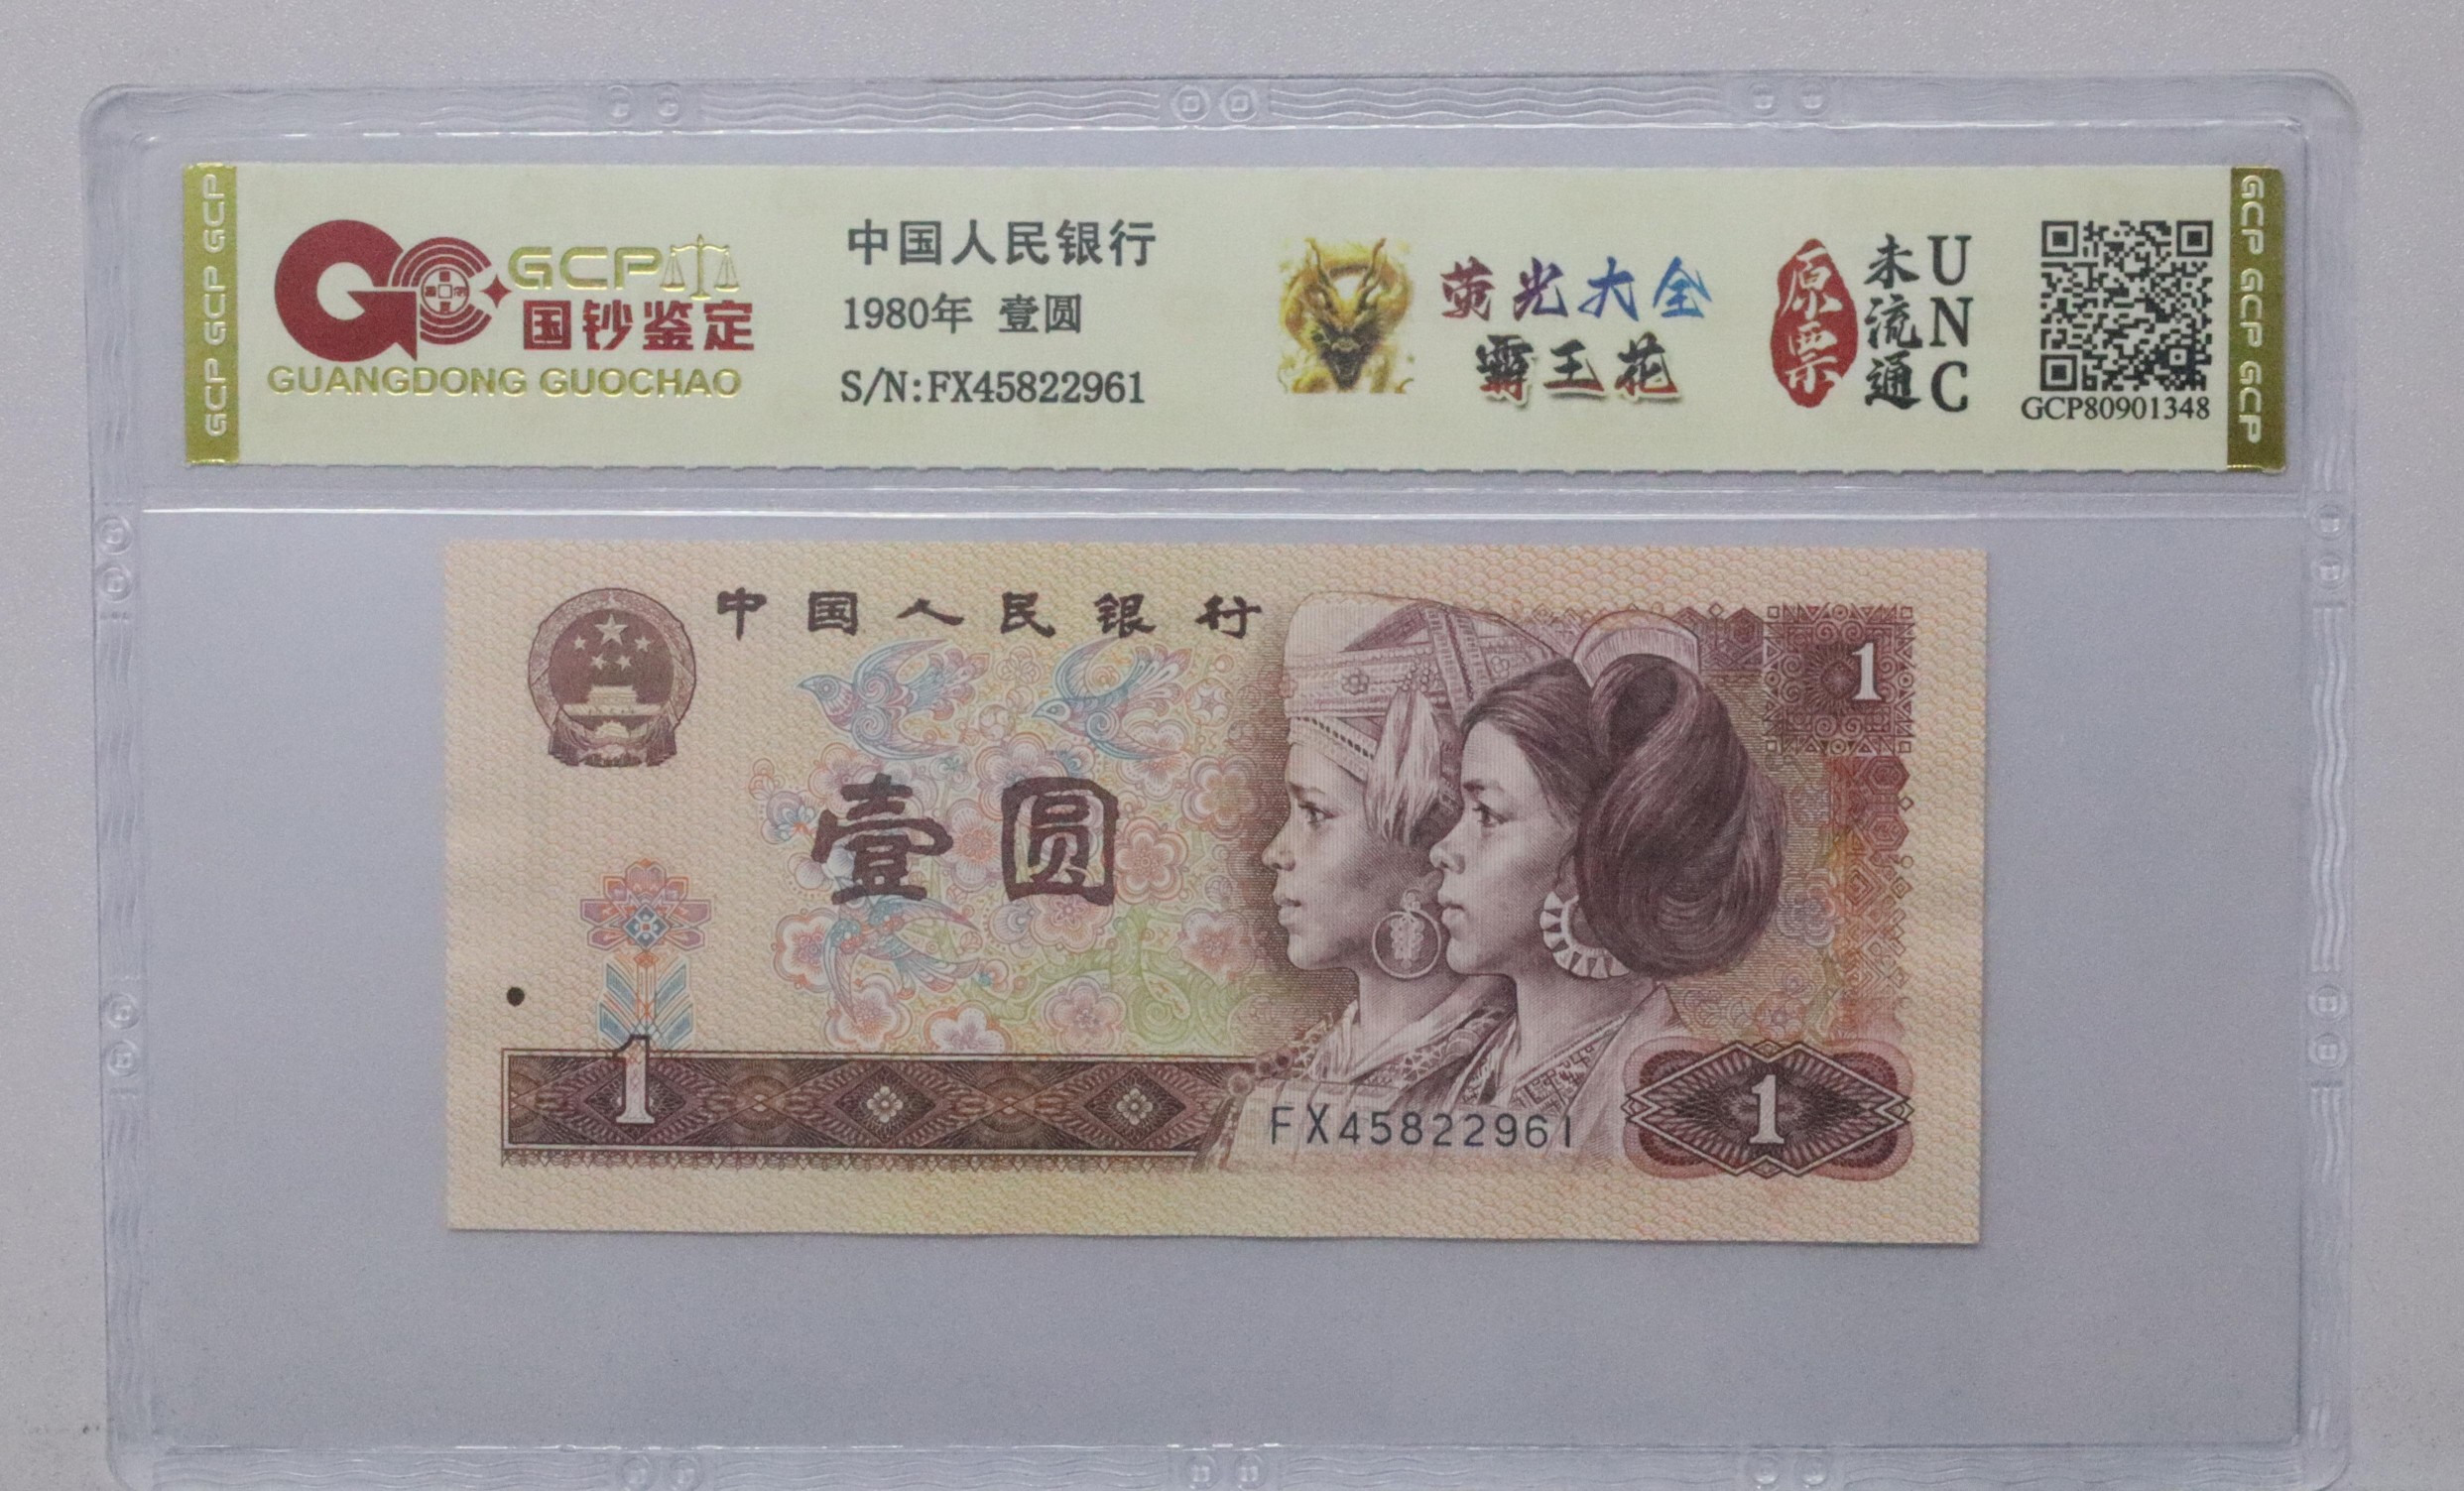 GCP GCP GCP
GCP
国钞鉴定
GUANGDONG GUOCHAO
中国人民银行
1980年 壹圆
S/N:FX45822961
荧光大全
霸王花
原票
未流通
UNC
GCP80901348
GCP GCP GCP
中国人民银行
1
壹圆
1
FX45822961
1